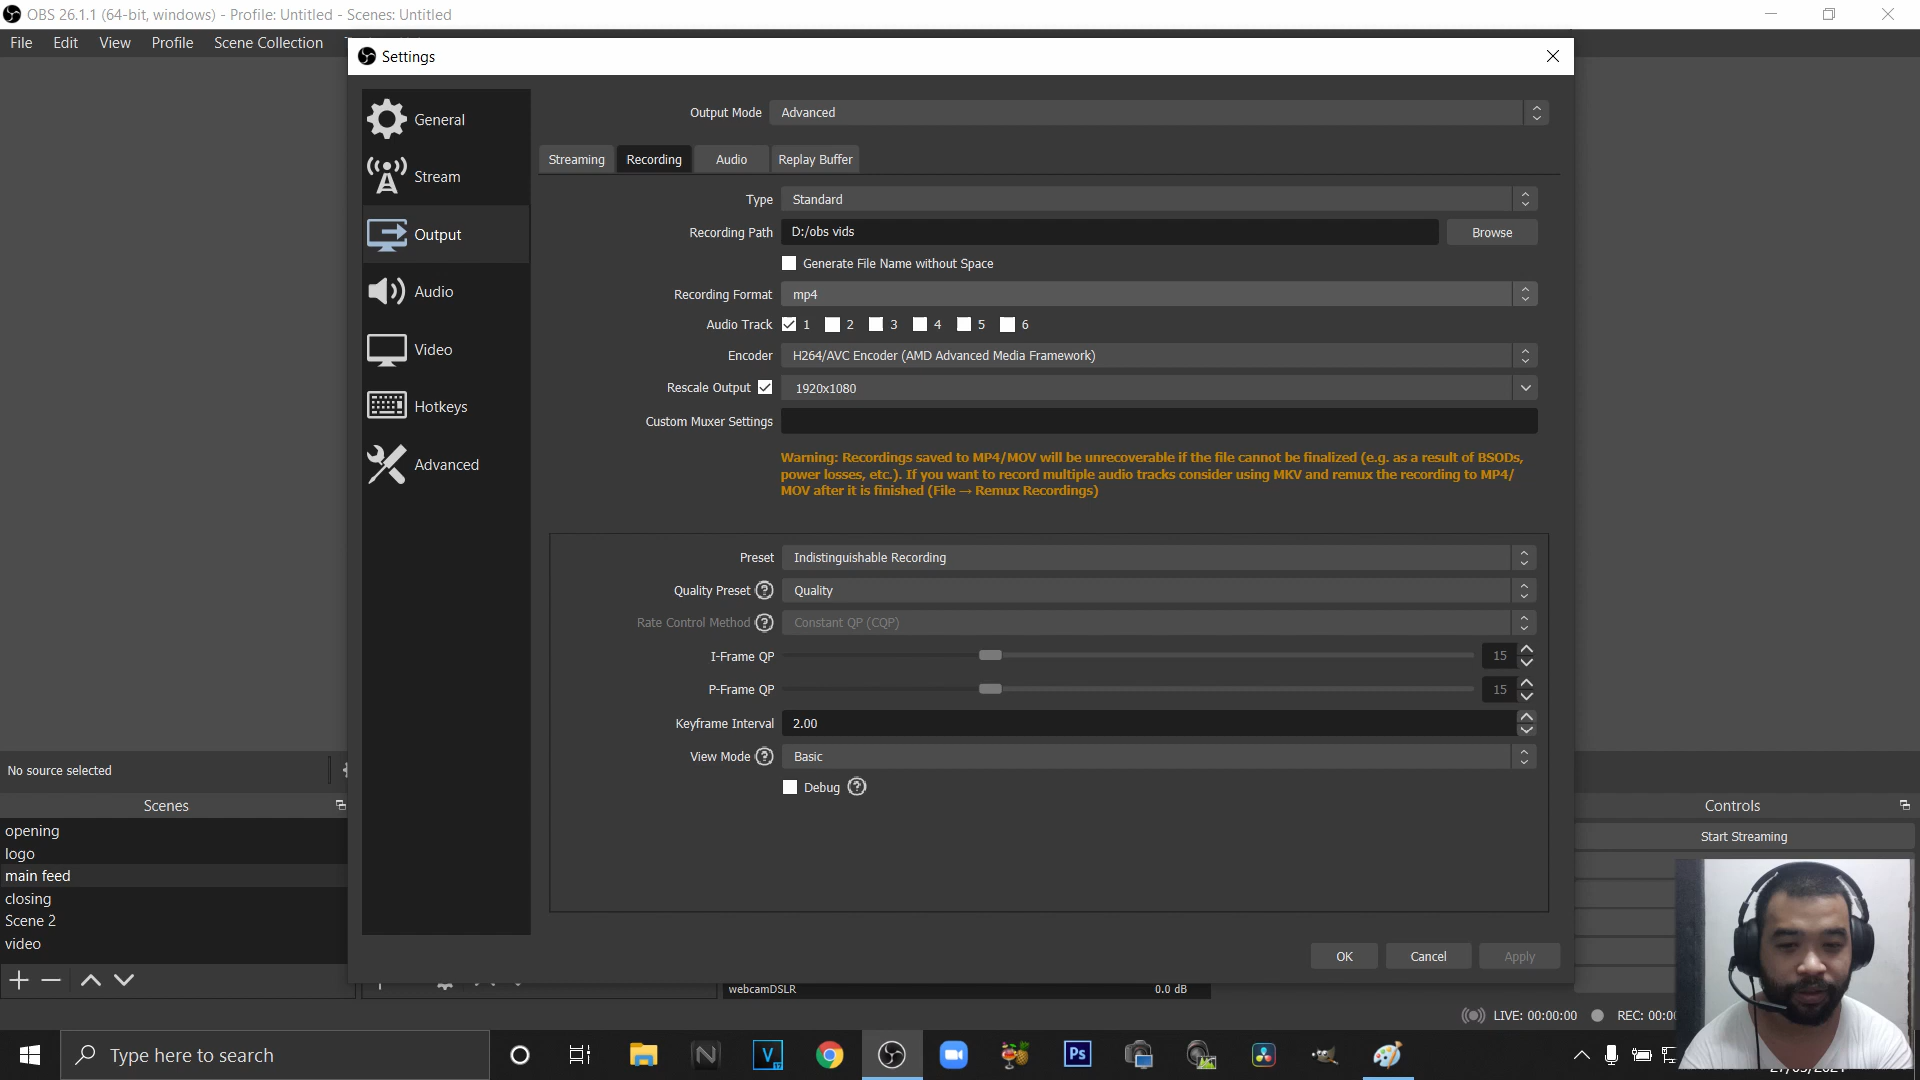 OBS 26.1.1 (64-bit, windows) - Profile: Untitled - Scenes: Untitled
File Edit View Profile Scene Collection
Settings
General
Stream
Output
Audio
Video
Hotkeys
Advanced
Output Mode Advanced
Streaming Recording Audio Replay Buffer
Type Standard
Recording Path D:/obs vids Browse
Generate File Name without Space
Recording Format mp4
Audio Track 1 2 3 4 5 6
Encoder H264/AVC Encoder (AMD Advanced Media Framework)
Rescale Output 1920x1080
Custom Muxer Settings
Warning: Recordings saved to MP4/MOV will be unrecoverable if the file cannot be finalized (e.g. as a result of BSODs,
power losses, etc.). If you want to record multiple audio tracks consider using MKV and remux the recording to MP4/
MOV after it is finished (File → Remux Recordings)
Preset Indistinguishable Recording
Quality Preset ? Quality
Rate Control Method ? Constant QP (CQP)
I-Frame QP 15
P-Frame QP 15
Keyframe Interval 2.00
View Mode ? Basic
Debug ?
OK Cancel Apply
No source selected
Scenes
opening
logo
main feed
closing
Scene 2
video
webcamDSLR 0.0 dB
Controls
Start Streaming
LIVE: 00:00:00 REC: 00:00
Type here to search
N V Ps